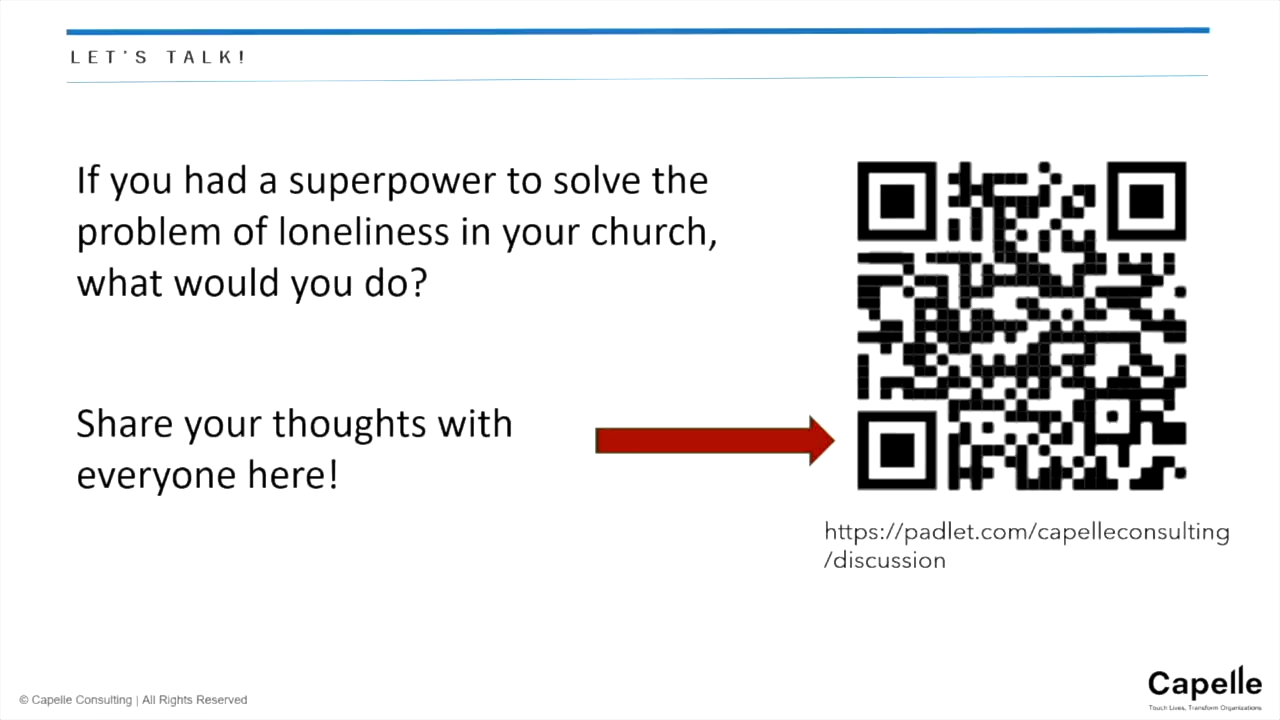 LET'S TALK!
If you had a superpower to solve the
problem of loneliness in your church,
what would you do?
Share your thoughts with
everyone here!
https://padlet.com/capelleconsulting
/discussion
© Capelle Consulting | All Rights Reserved
Capelle
Touch Lives, Transform Organizations